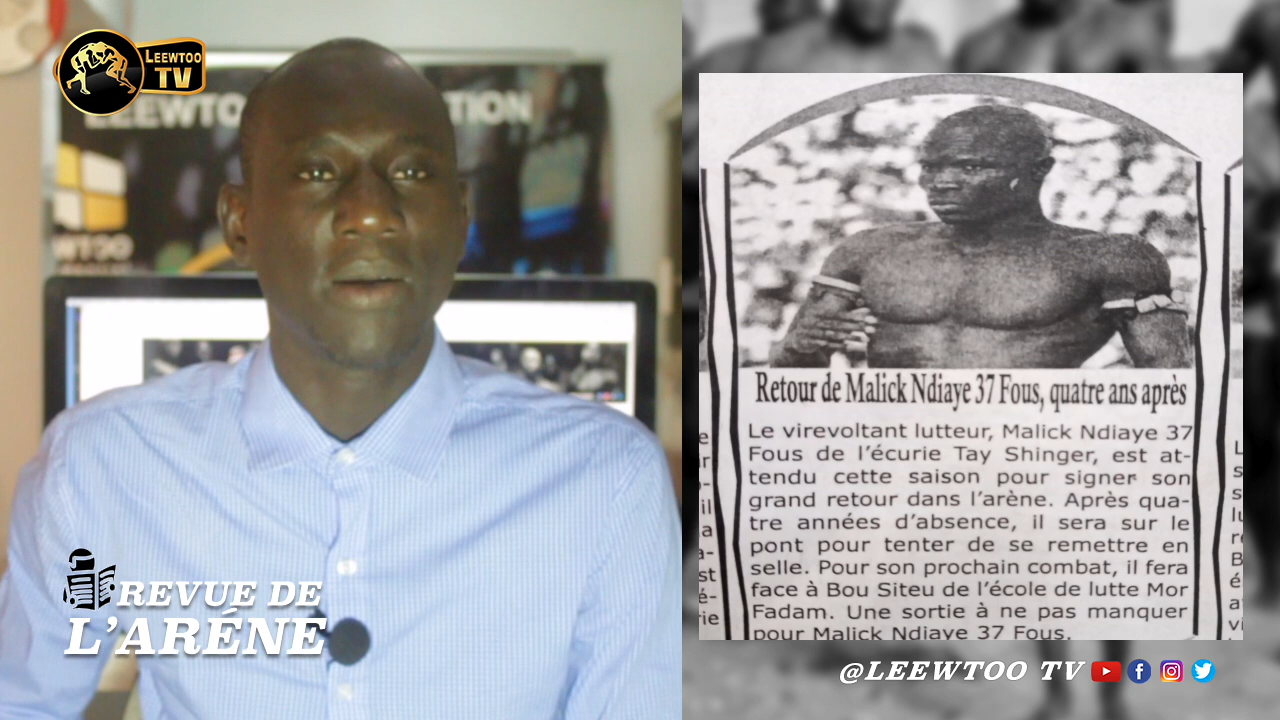 LEEWTOO
TV
LEEWTO
TION
WTOO
REVUE DE
L'ARÉNE
Retour de Malick Ndiaye 37 Fous, quatre ans après
Le virevoltant lutteur, Malick Ndiaye 37
Fous de l'écurie Tay Shinger, est at-
tendu cette saison pour signer son
grand retour dans l'arène. Après qua-
tre années d'absence, il sera sur le
pont pour tenter de se remettre en
selle. Pour son prochain combat, il fera
face à Bou Siteu de l'école de lutte Mor
Fadam. Une sortie à ne pas manquer
pour Malick Ndiaye 37 Fous.
@LEEWTOO TV